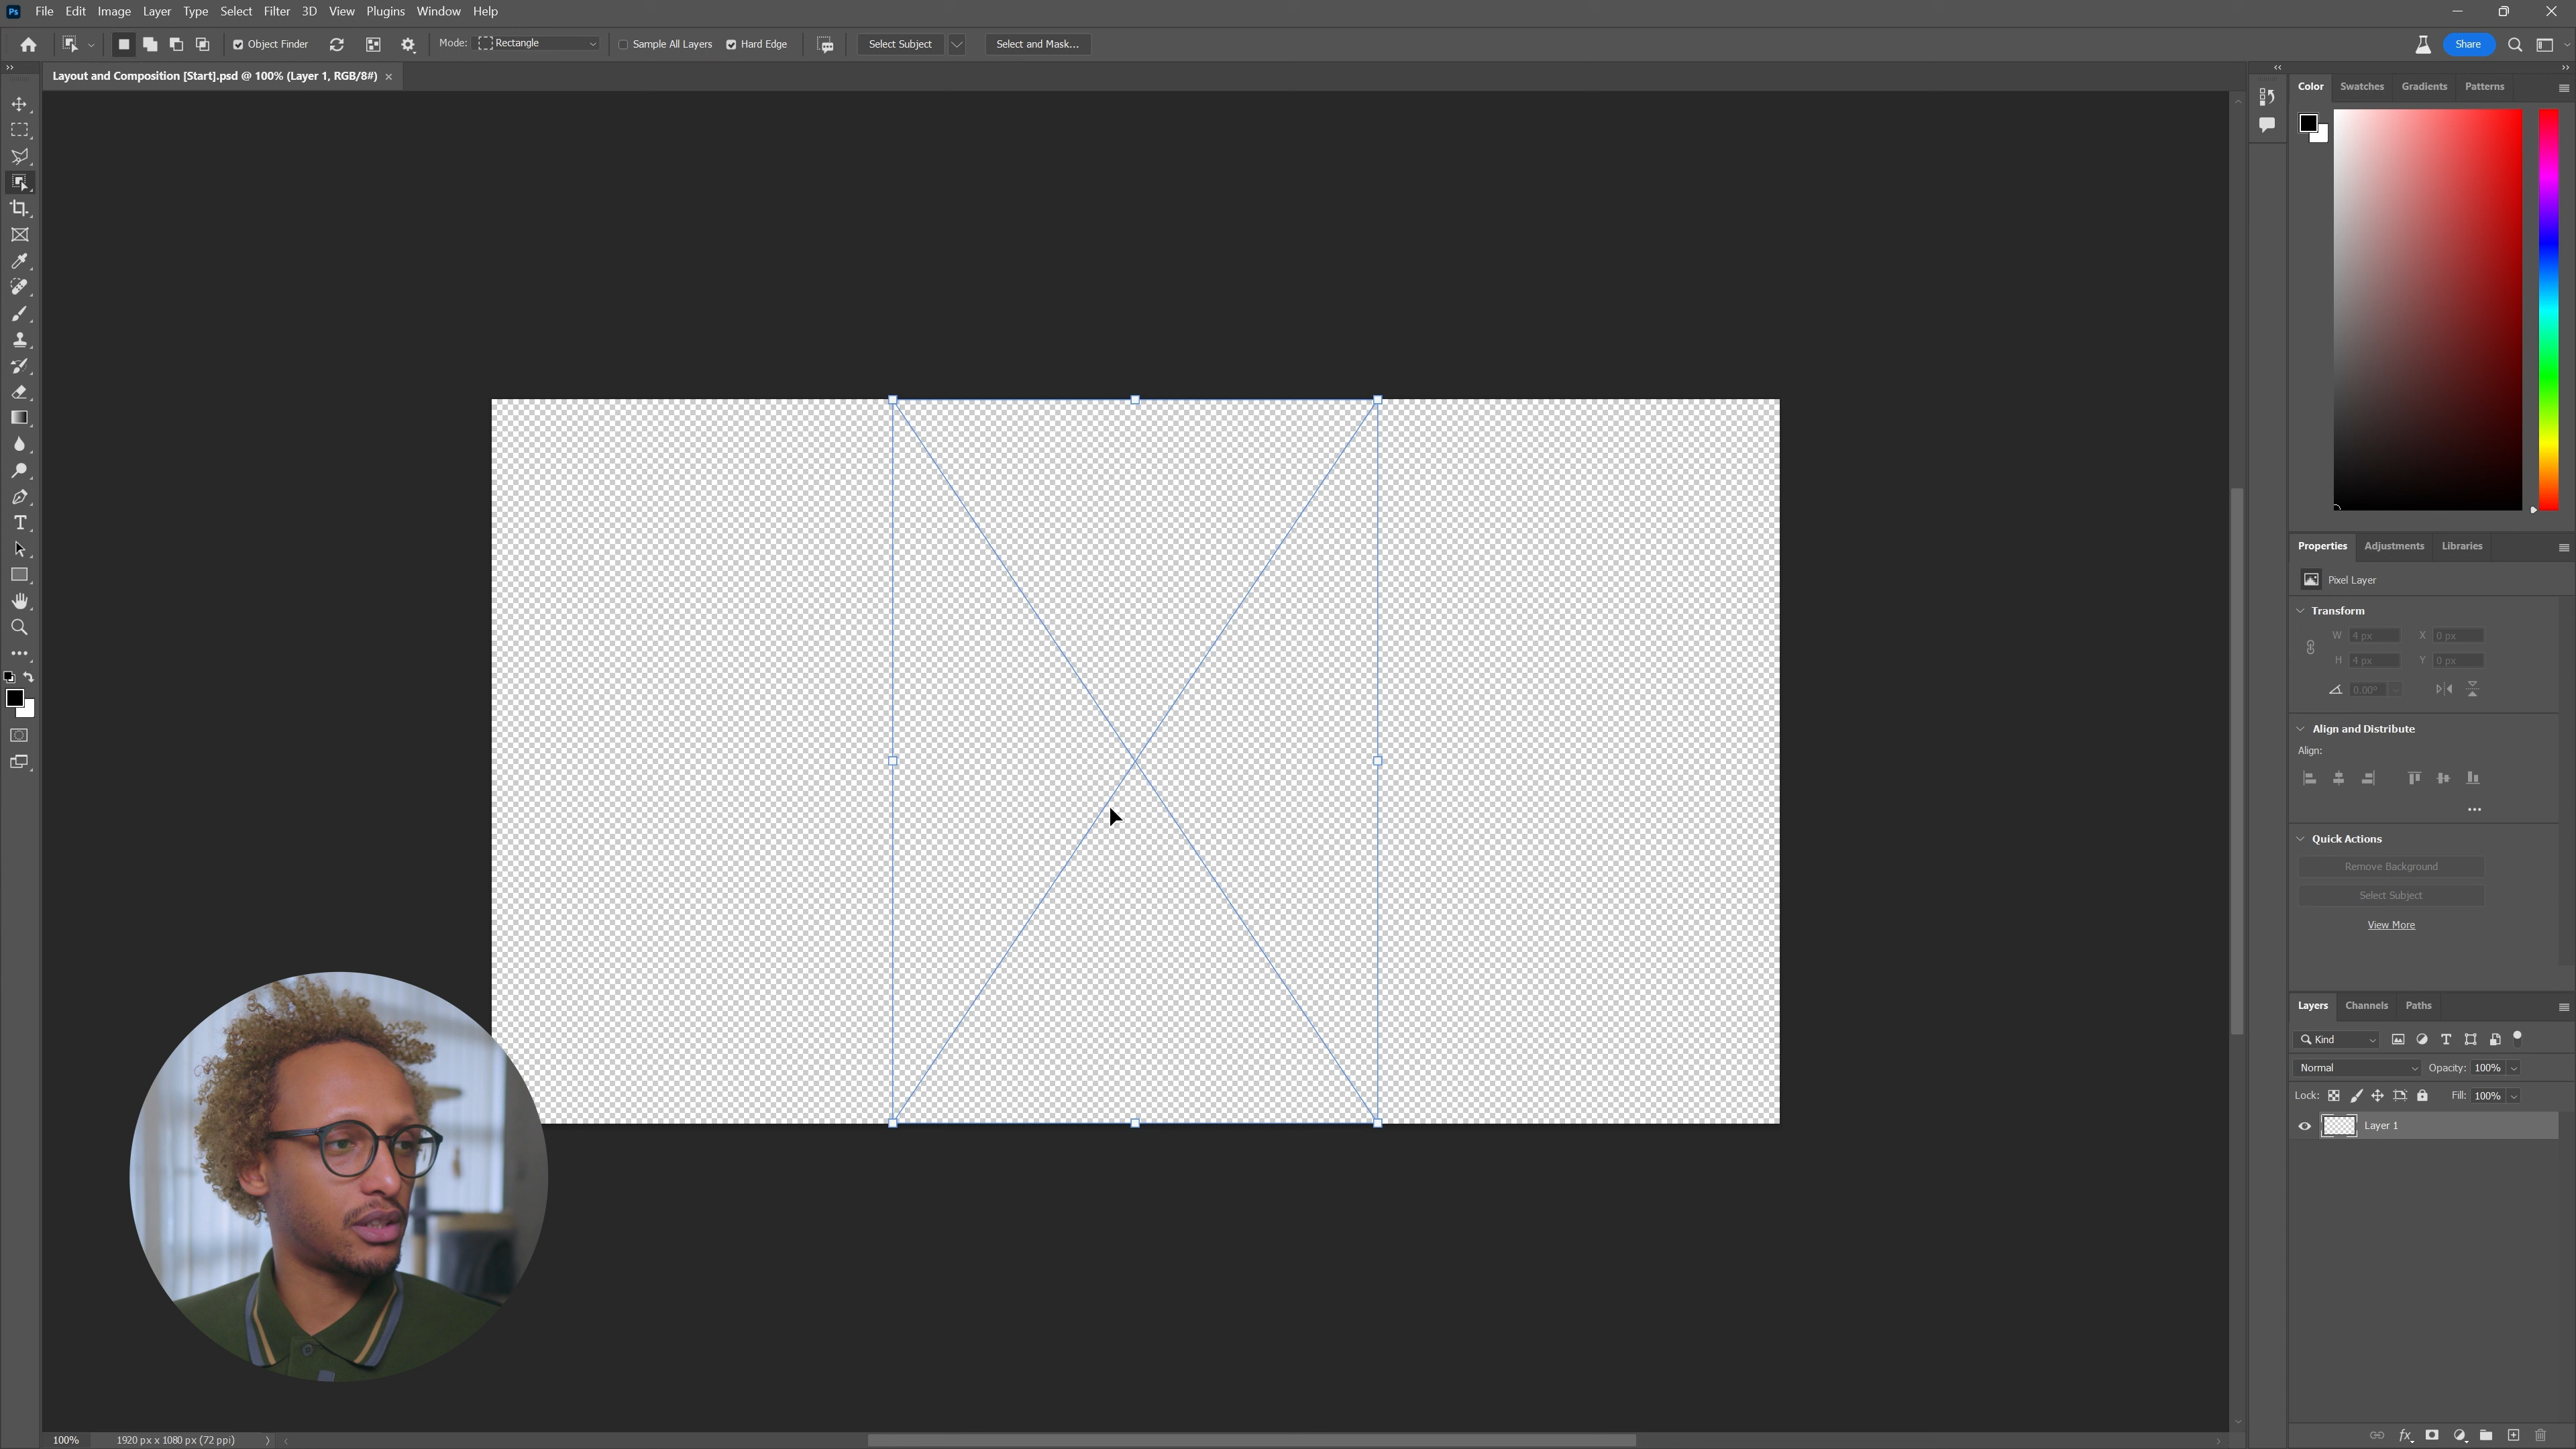 Ps File Edit Image Layer Type Select Filter 3D View Plugins Window Help
Object Finder Mode: Rectangle Sample All Layers Hard Edge Select Subject Select and Mask... Share
Layout and Composition [Start].psd @ 100% (Layer 1, RGB/8#)
Color Swatches Gradients Patterns
Properties Adjustments Libraries
Pixel Layer
Transform
W 4 px X 0 px
H 4 px Y 0 px
0.00°
Align and Distribute
Align:
Quick Actions
Remove Background
Select Subject
View More
Layers Channels Paths
Kind
Normal Opacity: 100%
Lock: Fill: 100%
Layer 1
100% 1920 px x 1080 px (72 ppi)